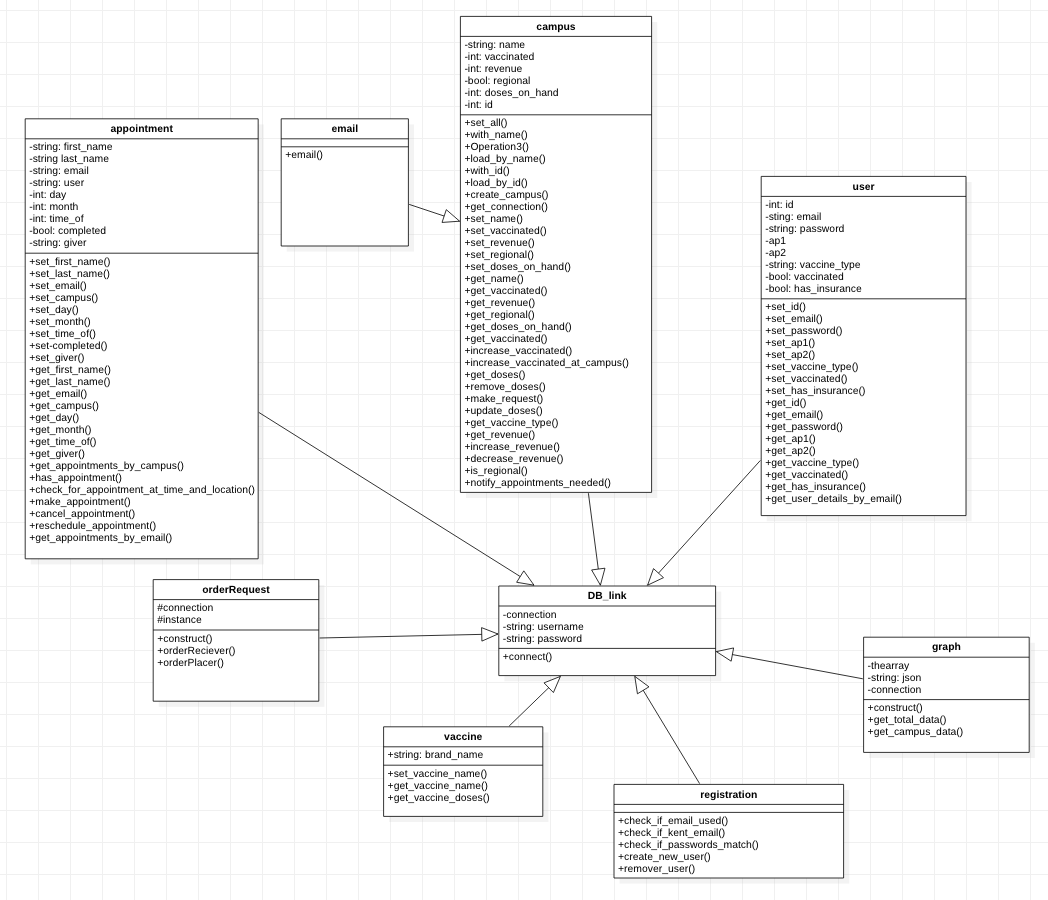 campus
-string: name
-int: vaccinated
-int: revenue
-bool: regional
-int: doses_on_hand
-int: id
+set_all()
+with_name()
+Operation3()
+load_by_name()
+with_id()
+load_by_id()
+create_campus()
+get_connection()
+set_name()
+set_vaccinated()
+set_revenue()
+set_regional()
+set_doses_on_hand()
+get_name()
+get_vaccinated()
+get_revenue()
+get_regional()
+get_doses_on_hand()
+get_vaccinated()
+increase_vaccinated()
+increase_vaccinated_at_campus()
+get_doses()
+remove_doses()
+make_request()
+update_doses()
+get_vaccine_type()
+get_revenue()
+increase_revenue()
+decrease_revenue()
+is_regional()
+notify_appointments_needed()
appointment
-string: first_name
-string last_name
-string: email
-string: user
-int: day
-int: month
-int: time_of
-bool: completed
-string: giver
+set_first_name()
+set_last_name()
+set_email()
+set_campus()
+set_day()
+set_month()
+set_time_of()
+set-completed()
+set_giver()
+get_first_name()
+get_last_name()
+get_email()
+get_campus()
+get_day()
+get_month()
+get_time_of()
+get_giver()
+get_appointments_by_campus()
+has_appointment()
+check_for_appointment_at_time_and_location()
+make_appointment()
+cancel_appointment()
+reschedule_appointment()
+get_appointments_by_email()
email
+email()
user
-int: id
-sting: email
-string: password
-ap1
-ap2
-string: vaccine_type
-bool: vaccinated
-bool: has_insurance
+set_id()
+set_email()
+set_password()
+set_ap1()
+set_ap2()
+set_vaccine_type()
+set_vaccinated()
+set_has_insurance()
+get_id()
+get_email()
+get_password()
+get_ap1()
+get_ap2()
+get_vaccine_type()
+get_vaccinated()
+get_has_insurance()
+get_user_details_by_email()
orderRequest
#connection
#instance
+construct()
+orderReciever()
+orderPlacer()
DB_link
-connection
-string: username
-string: password
+connect()
graph
-thearray
-string: json
-connection
+construct()
+get_total_data()
+get_campus_data()
vaccine
+string: brand_name
+set_vaccine_name()
+get_vaccine_name()
+get_vaccine_doses()
registration
+check_if_email_used()
+check_if_kent_email()
+check_if_passwords_match()
+create_new_user()
+remover_user()